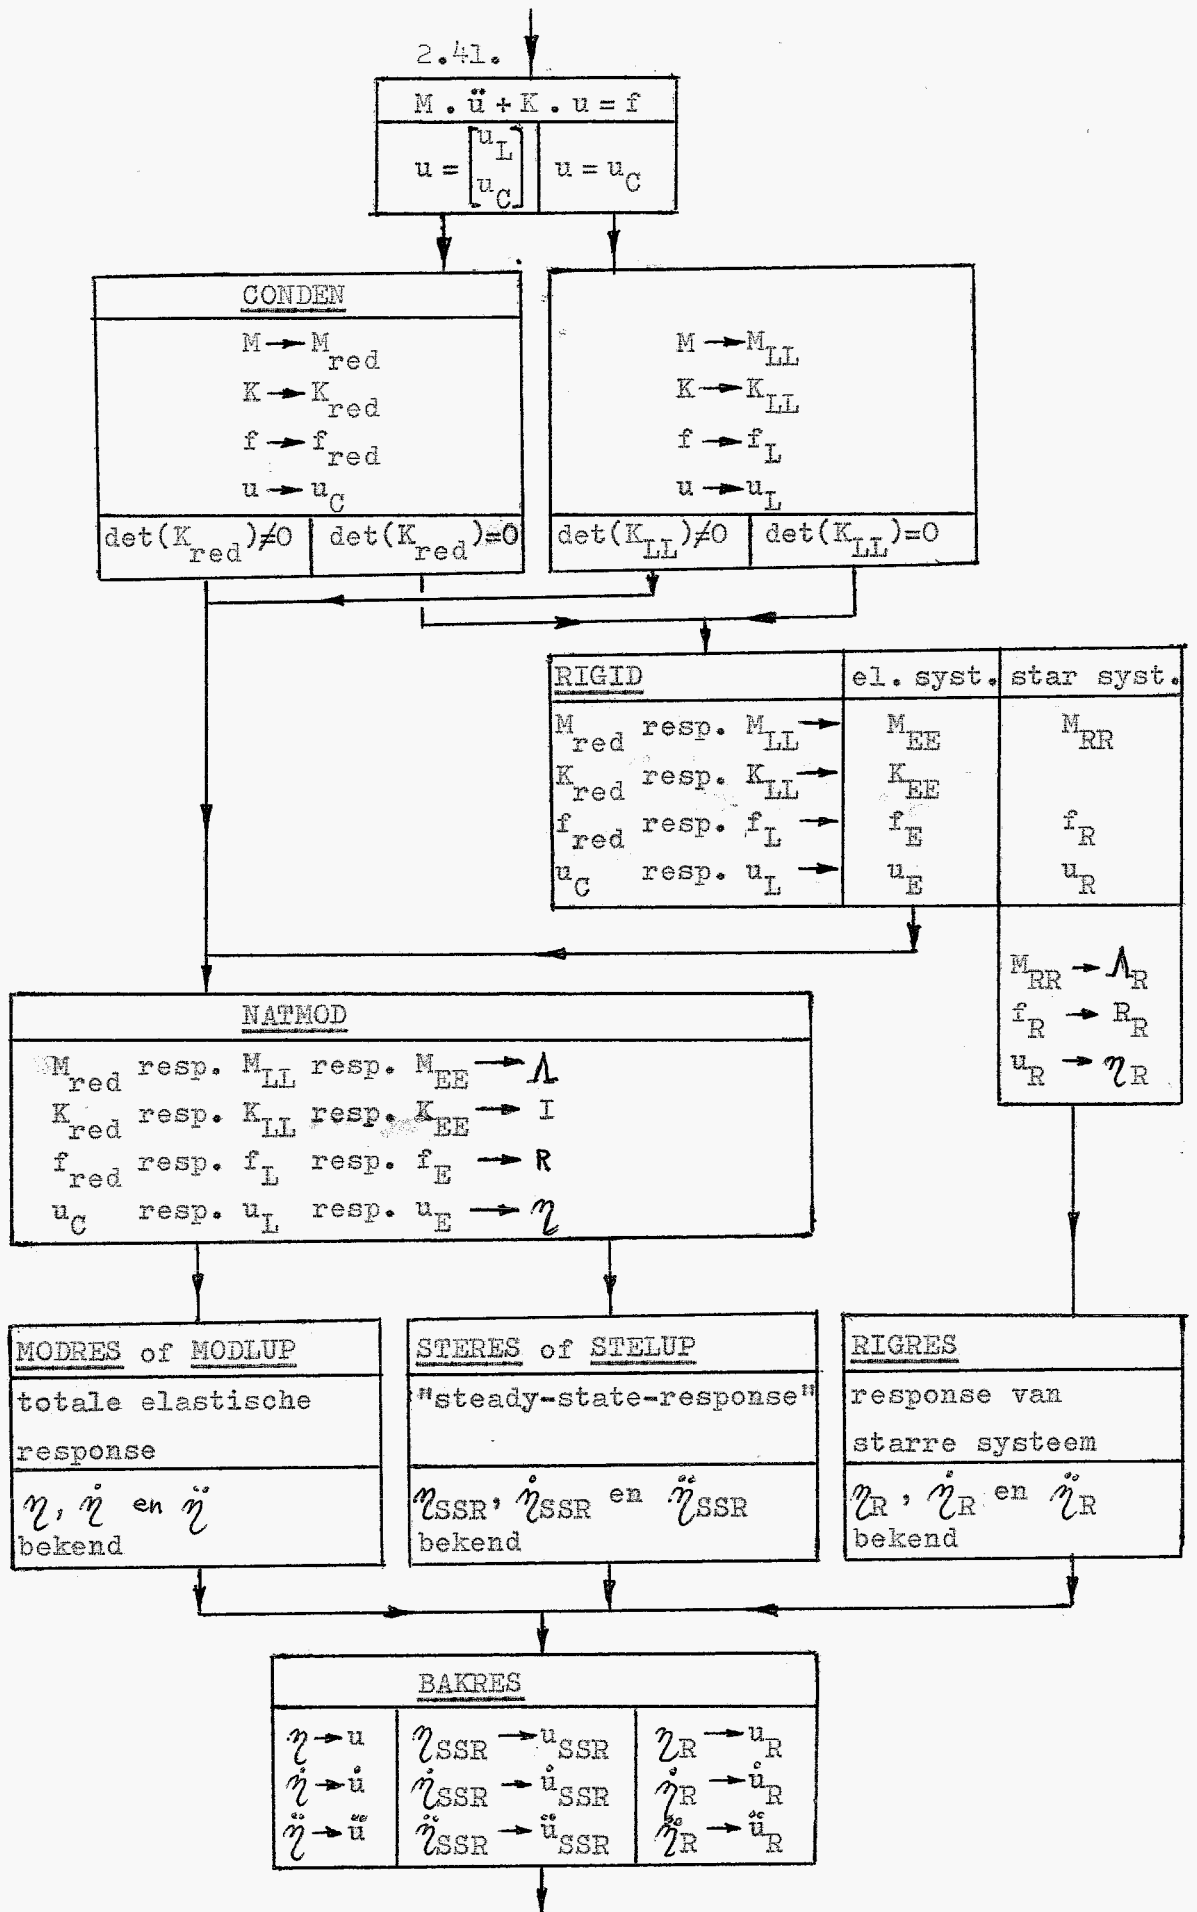 2.41.
M . ü + K . u = f
u = [u_L u_C]
u = u_C
CONDEN
M → M_red
K → K_red
f → f_red
u → u_C
det(K_red)≠0
det(K_red)=0
M → M_LL
K → K_LL
f → f_L
u → u_L
det(K_LL)≠0
det(K_LL)=0
RIGID el. syst. star syst.
M_red resp. M_LL → M_EE M_RR
K_red resp. K_LL → K_EE
f_red resp. f_L → f_E f_R
u_C resp. u_L → u_E u_R
M_RR → Λ_R
f_R → R_R
u_R → η_R
NATMOD
M_red resp. M_LL resp. M_EE → Λ
K_red resp. K_LL resp. K_EE → I
f_red resp. f_L resp. f_E → R
u_C resp. u_L resp. u_E → η
MODRES of MODLUP
totale elastische
response
η, η̇ en η̈
bekend
STERES of STELUP
"steady-state-response"
η_SSR, η̇_SSR en η̈_SSR
bekend
RIGRES
response van
starre systeem
η_R, η̇_R en η̈_R
bekend
BAKRES
η → u
η̇ → u̇
η̈ → ü
η_SSR → u_SSR
η̇_SSR → u̇_SSR
η̈_SSR → ü_SSR
η_R → u_R
η̇_R → u̇_R
η̈_R → ü_R